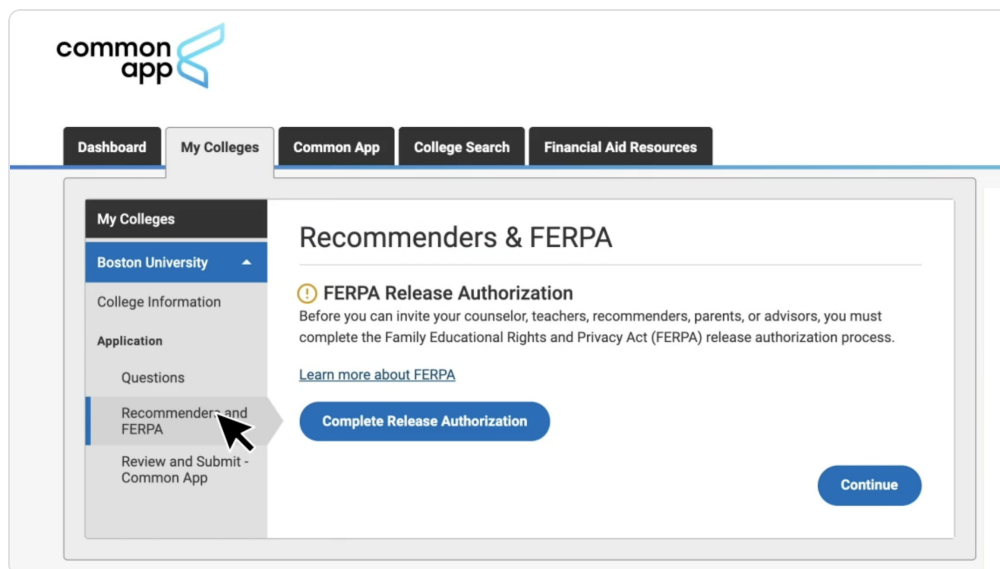 common
app
Dashboard
My Colleges
Common App
College Search
Financial Aid Resources
My Colleges
Boston University
College Information
Application
Questions
Recommenders and
FERPA
Review and Submit -
Common App
Recommenders & FERPA
FERPA Release Authorization
Before you can invite your counselor, teachers, recommenders, parents, or advisors, you must
complete the Family Educational Rights and Privacy Act (FERPA) release authorization process.
Learn more about FERPA
Complete Release Authorization
Continue